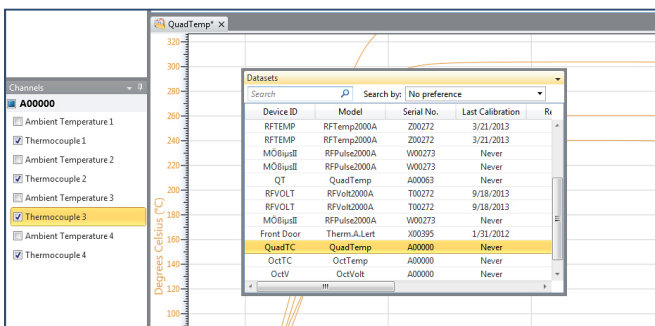 QuadTemp* ×
Channels
A00000
Ambient Temperature 1
Thermocouple 1
Ambient Temperature 2
Thermocouple 2
Ambient Temperature 3
Thermocouple 3
Ambient Temperature 4
Thermocouple 4
Degrees Celsius (°C)
320
300
280
260
240
220
200
180
160
140
120
100
Datasets
Search Search by: No preference
Device ID Model Serial No. Last Calibration Re
RFTEMP RFTemp2000A Z00272 3/21/2013
RFTEMP RFTemp2000A Z00272 3/21/2013
MÖßiµsII RFPulse2000A W00273 Never
MÖßiµsII RFPulse2000A W00273 Never
QT QuadTemp A00063 Never
RFVOLT RFVolt2000A T00272 9/18/2013
RFVOLT RFVolt2000A T00272 9/18/2013
MÖßiµsII RFPulse2000A W00273 Never
Front Door Therm.A.Lert X00395 1/31/2012
QuadTC QuadTemp A00000 Never
OctTC OctTemp A00000 Never
OctV OctVolt A00000 Never